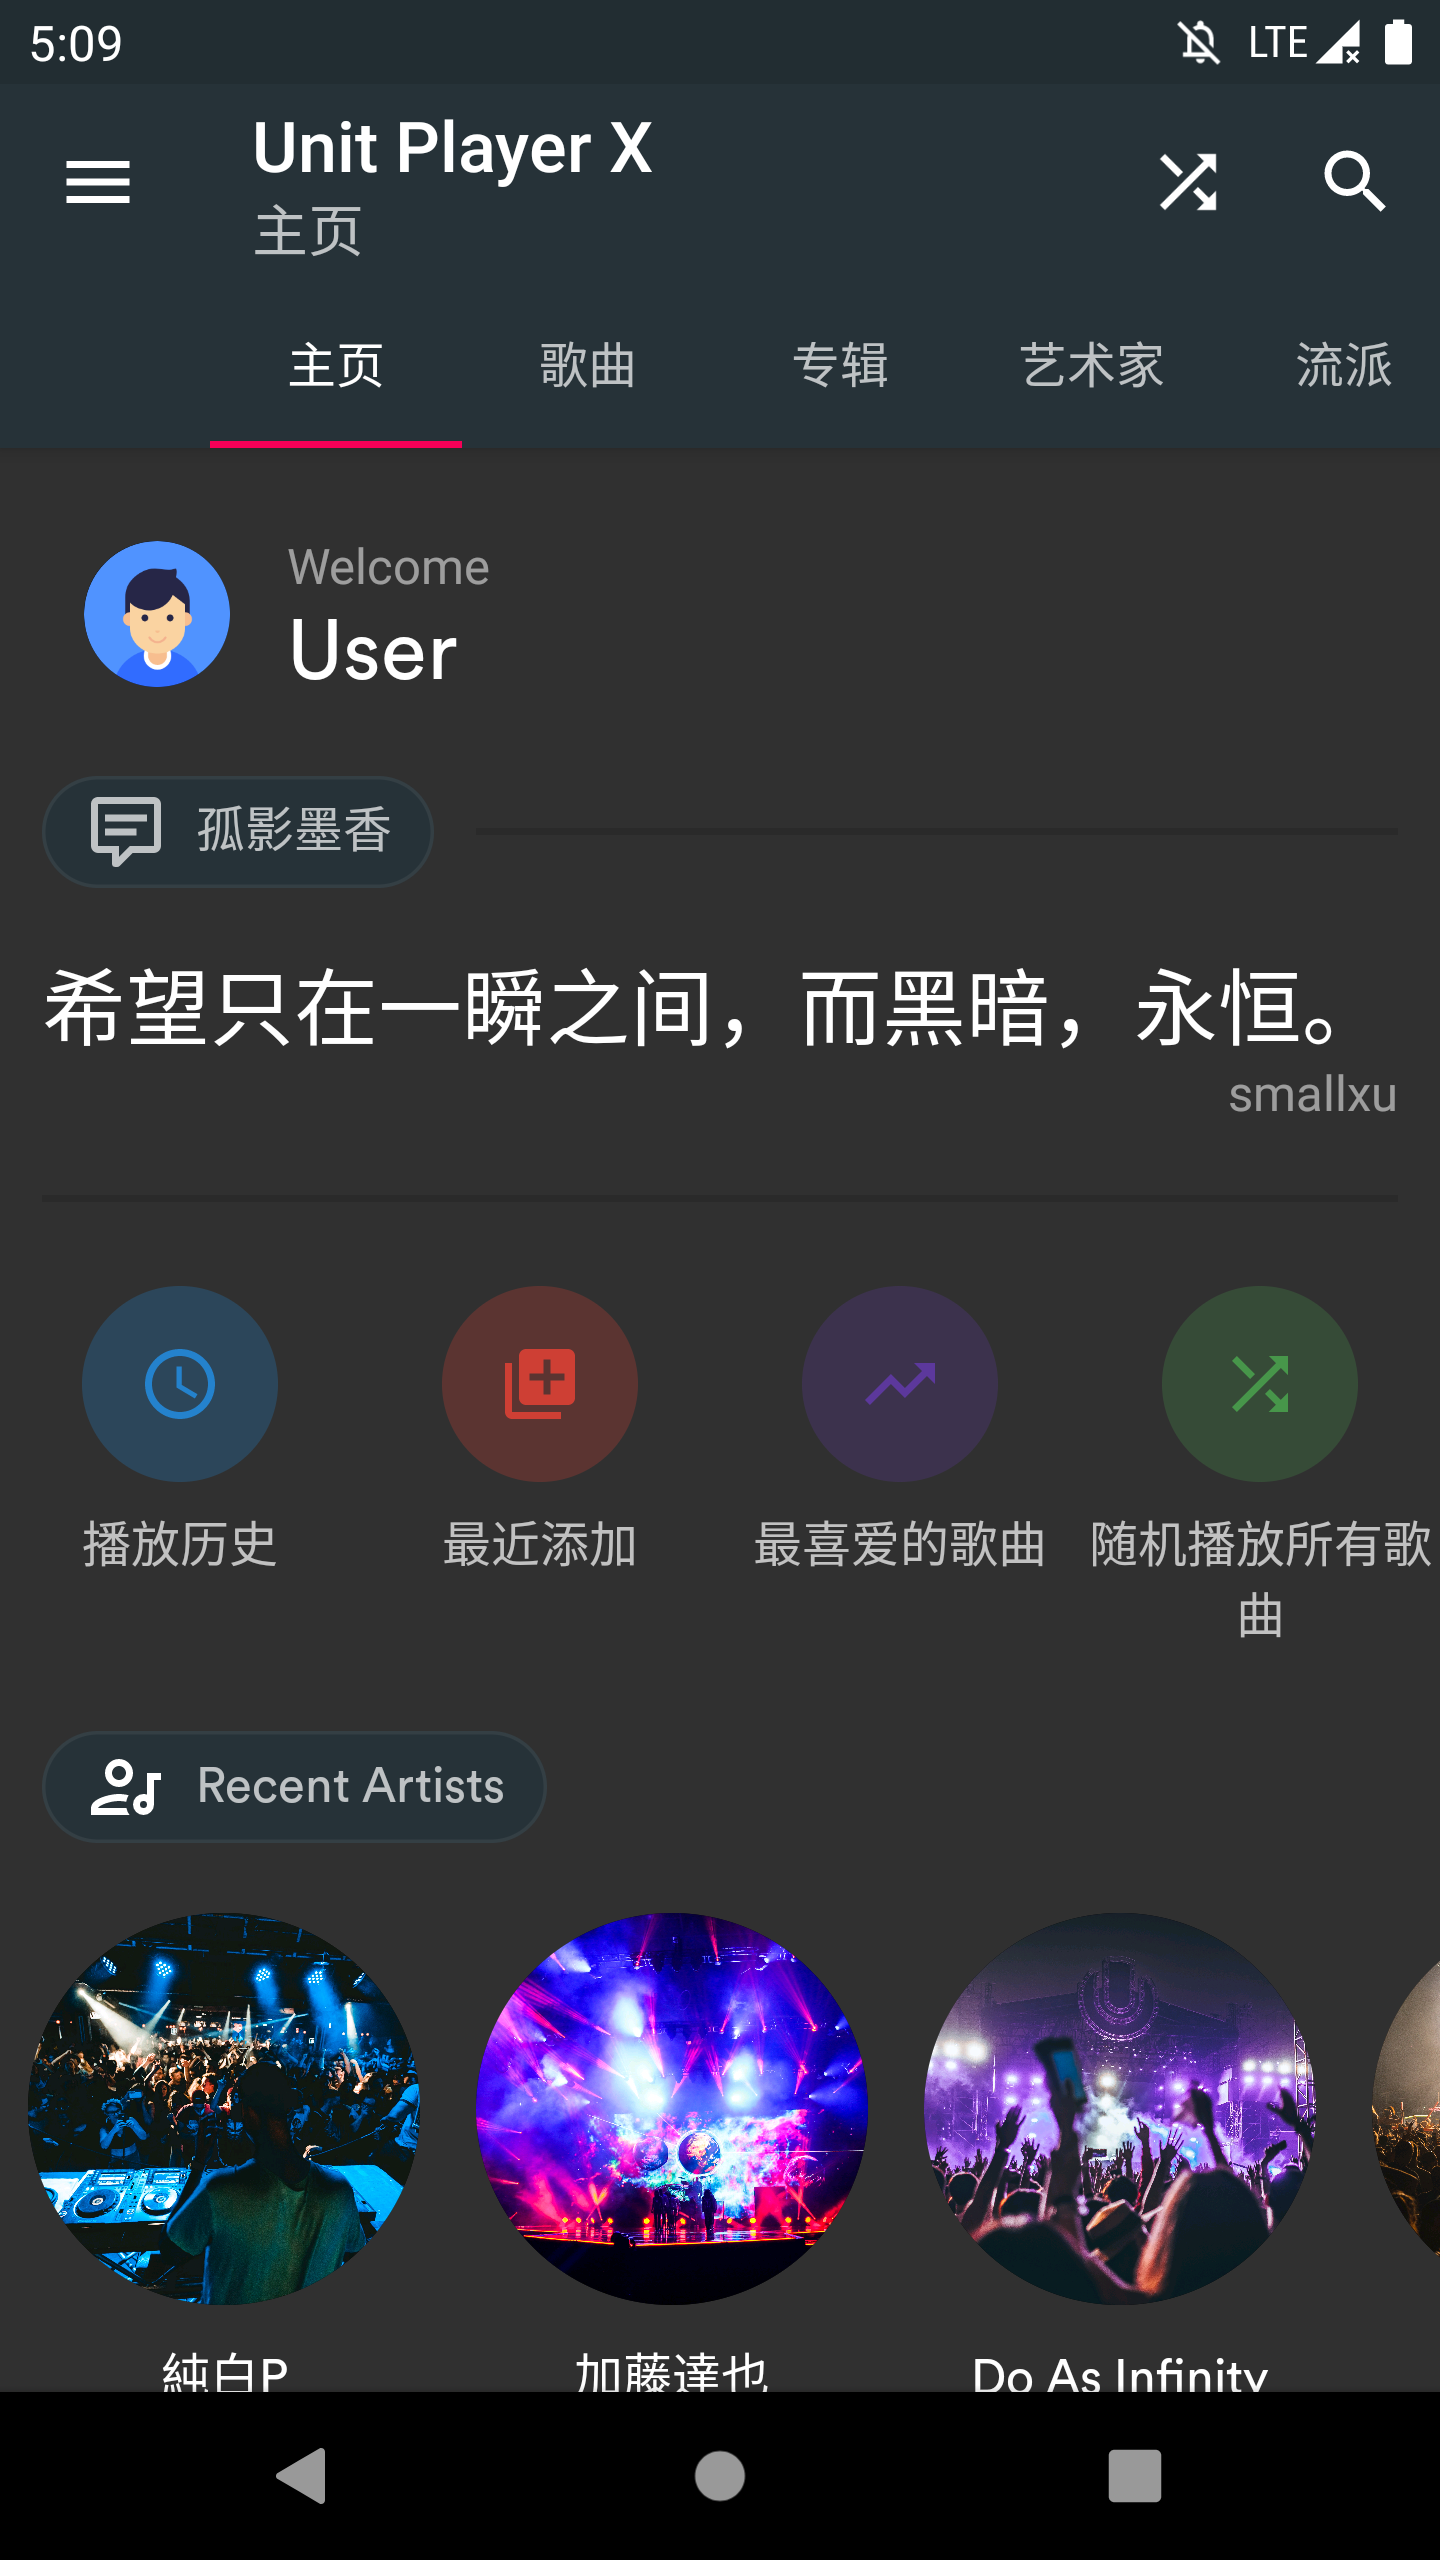 5:09
LTE
Unit Player X
主页
主页
歌曲
专辑
艺术家
流派
Welcome
User
孤影墨香
希望只在一瞬之间，而黑暗，永恒。
smallxu
播放历史
最近添加
最喜爱的歌曲
随机播放所有歌
曲
Recent Artists
純白P
加藤達也
Do As Infinity